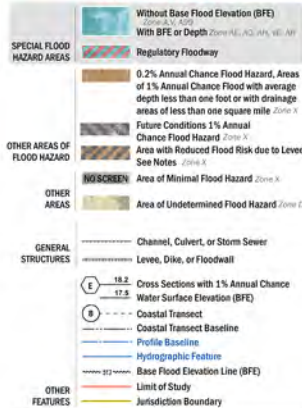 Without Base Flood Elevation (BFE)
Zone A,V, A99
With BFE or Depth Zone AE, AO, AH, VE, AR
SPECIAL FLOOD
HAZARD AREAS
Regulatory Floodway
0.2% Annual Chance Flood Hazard, Areas
of 1% Annual Chance Flood with average
depth less than one foot or with drainage
areas of less than one square mile Zone X
Future Conditions 1% Annual
Chance Flood Hazard Zone X
OTHER AREAS OF
FLOOD HAZARD
Area with Reduced Flood Risk due to Levee
See Notes Zone X
NO SCREEN Area of Minimal Flood Hazard Zone X
OTHER
AREAS
Area of Undetermined Flood Hazard Zone D
GENERAL
STRUCTURES
Channel, Culvert, or Storm Sewer
Levee, Dike, or Floodwall
E 18.2 Cross Sections with 1% Annual Chance
17.5 Water Surface Elevation (BFE)
8 Coastal Transect
Coastal Transect Baseline
Profile Baseline
Hydrographic Feature
Base Flood Elevation Line (BFE)
OTHER
FEATURES
Limit of Study
Jurisdiction Boundary